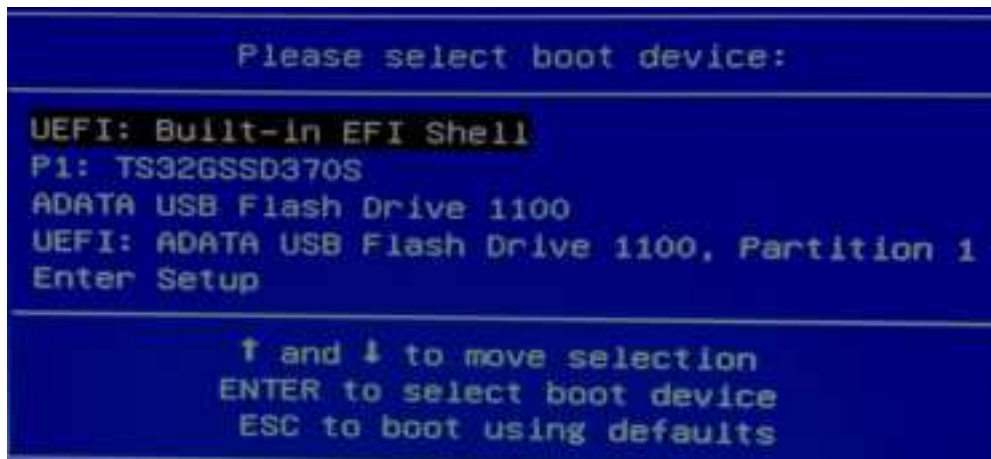 Please select boot device:
UEFI: Built-in EFI Shell
P1: TS32GSSD370S
ADATA USB Flash Drive 1100
UEFI: ADATA USB Flash Drive 1100, Partition 1
Enter Setup
↑ and ↓ to move selection
ENTER to select boot device
ESC to boot using defaults